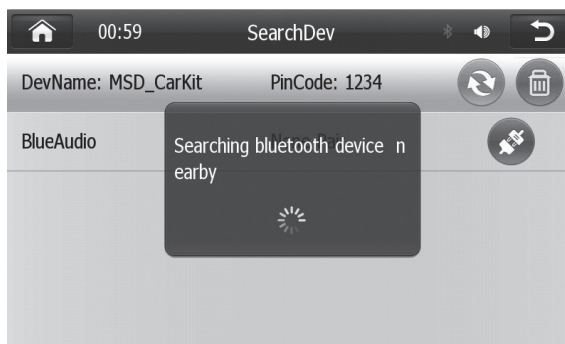 00:59 SearchDev
DevName: MSD_CarKit PinCode: 1234
BlueAudio
Searching bluetooth device n
earby